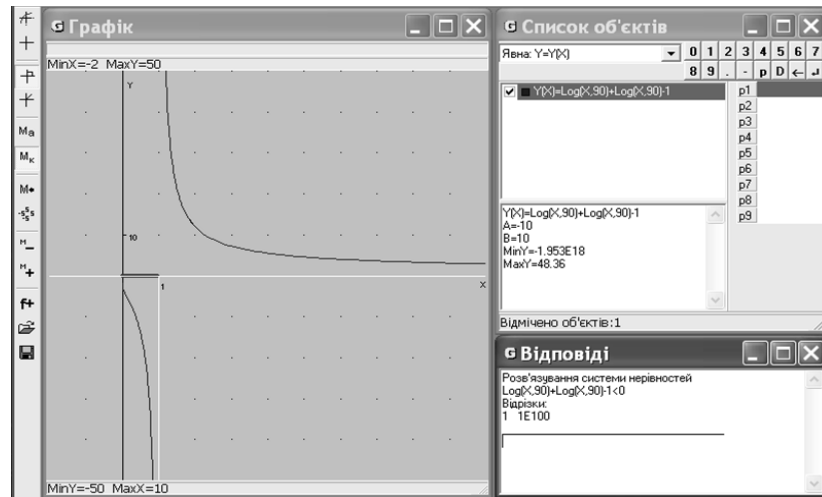 Графік
MinX=-2 MaxY=50
Y
10
1
X
MinY=-50 MaxX=10
Ma
Mк
M
M
M
f+
Список об'єктів
Явна: Y=Y(X)
0 1 2 3 4 5 6 7
8 9 . - p D ← ↵
Y(X)=Log(X,90)+Log(X,90)-1
p1
p2
p3
p4
p5
p6
p7
p8
p9
Y(X)=Log(X,90)+Log(X,90)-1
A=-10
B=10
MinY=-1.953E18
MaxY=48.36
Відмічено об'єктів:1
Відповіді
Розв'язування системи нерівностей
Log(X,90)+Log(X,90)-1<0
Відрізки:
1 1E100